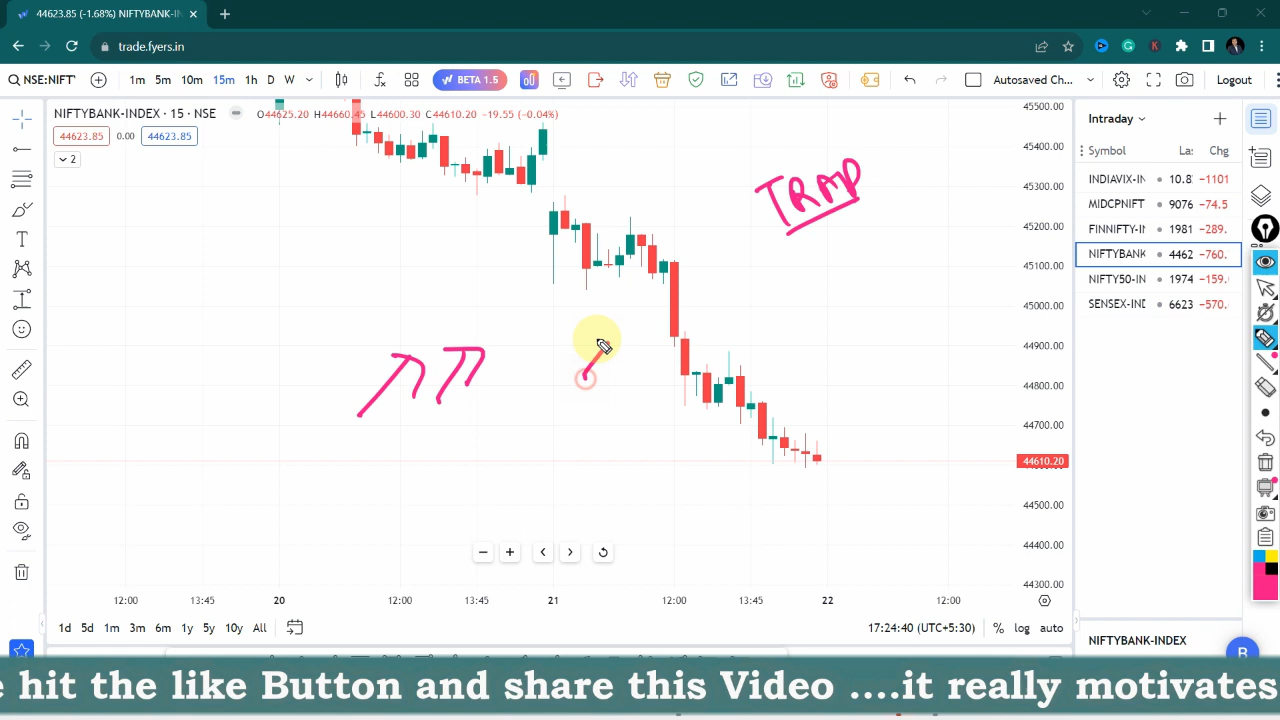 44623.85 (-1.68%) NIFTYBANK-IN
trade.fyers.in
NSE:NIFT 1m 5m 10m 15m 1h D W BETA 1.5 Autosaved Ch... Logout
NIFTYBANK-INDEX · 15 · NSE O44625.20 H44660.45 L44600.30 C44610.20 -19.55 (-0.04%)
44623.85 0.00 44623.85
2
TRAP
45500.00
45400.00
45300.00
45200.00
45100.00
45000.00
44900.00
44800.00
44700.00
44610.20
44500.00
44400.00
44300.00
Intraday
Symbol La: Chg
INDIAVIX-IN 10.8 -1101
MIDCPNIFT 9076 -74.5
FINNIFTY-IN 1981 -289.
NIFTYBANK 4462 -760.
NIFTY50-IN 1974 -159.
SENSEX-IND 6623 -570.
12:00 13:45 20 12:00 13:45 21 12:00 13:45 22 12:00
1d 5d 1m 3m 6m 1y 5y 10y All 17:24:40 (UTC+5:30) % log auto
NIFTYBANK-INDEX
e hit the like Button and share this Video ....it really motivates